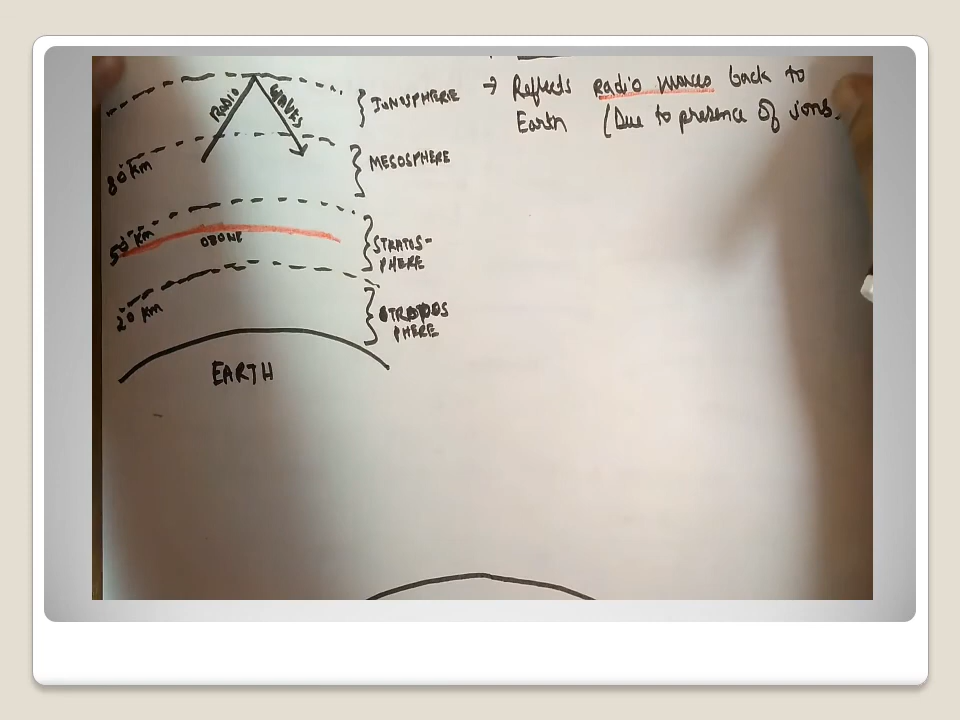 → Reflects radio waves back to
Earth (Due to presence of ions.
RADIO WAVES
IONOSPHERE
80 Km
MESOSPHERE
50 Km
OZONE
STRATOS-
PHERE
20 Km
PHERE
EARTH